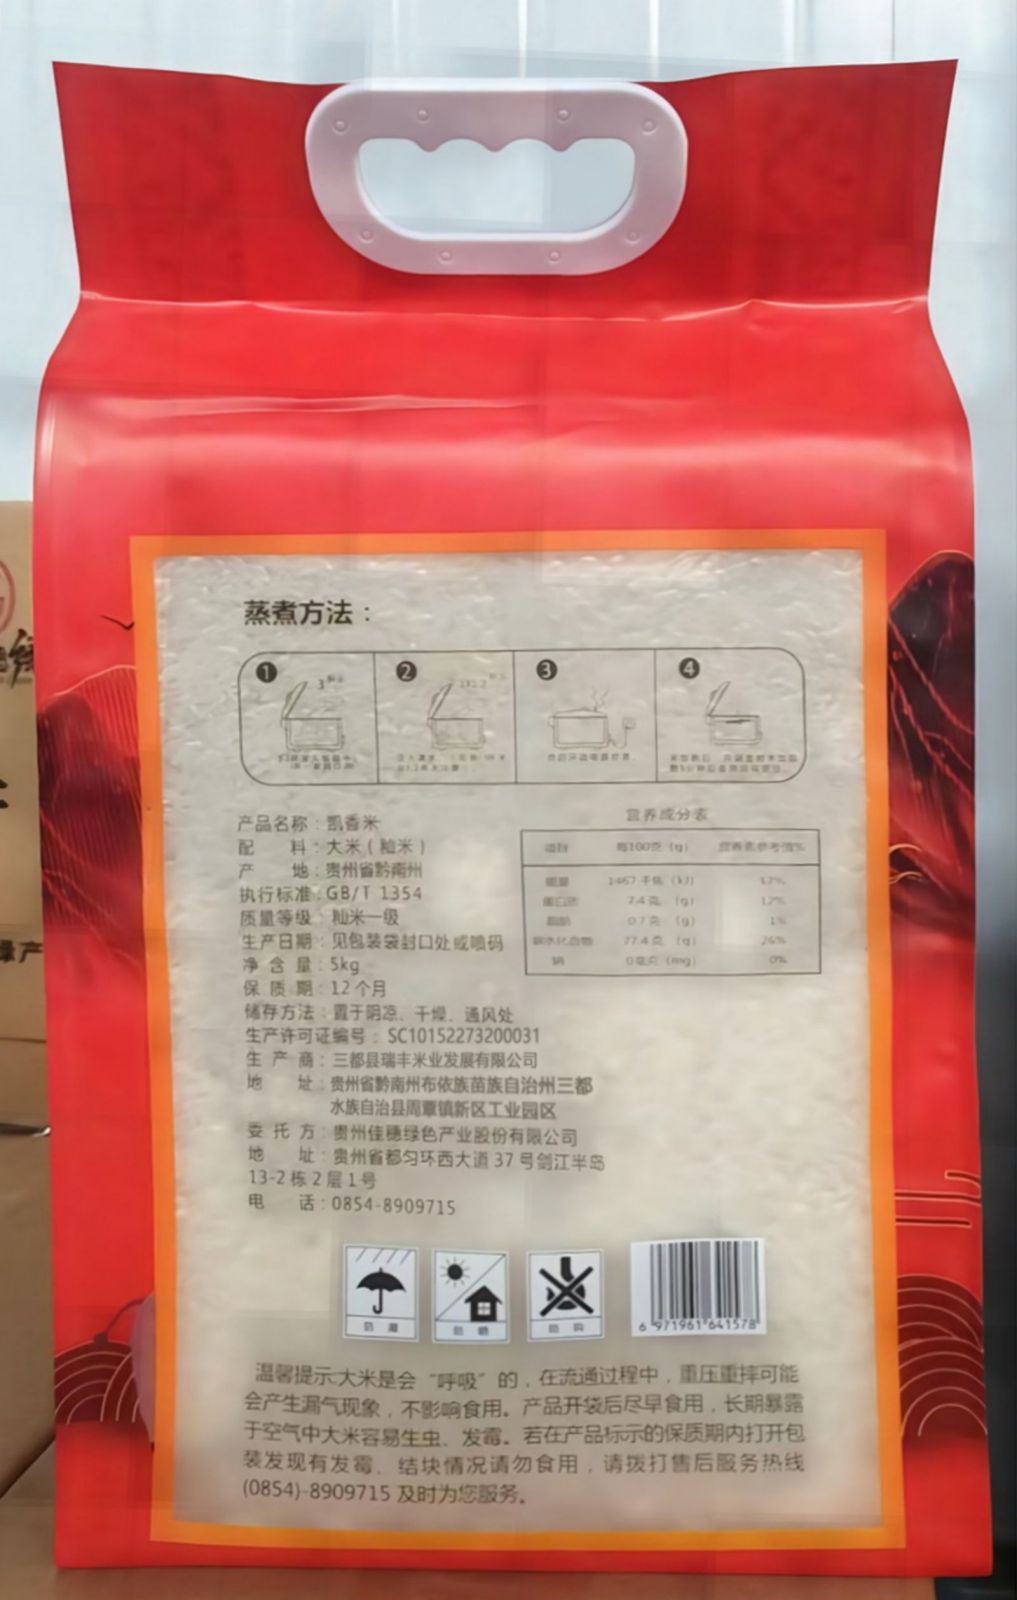 蒸煮方法：
1
2
3
4
产品名称：凯香米
配　料：大米（籼米）
产　地：贵州省黔南州
执行标准：GB/T 1354
质量等级：籼米一级
生产日期：见包装袋封口处或喷码
净含量：5kg
保质期：12个月
储存方法：置于阴凉、干燥、通风处
生产许可证编号：SC10152273200031
生产商：三都县瑞丰米业发展有限公司
地　址：贵州省黔南州布依族苗族自治州三都
水族自治县周覃镇新区工业园区
委托方：贵州佳穗绿色产业股份有限公司
地　址：贵州省都匀环西大道37号剑江半岛
13-2栋2层1号
电　话：0854-8909715
营养成分表
项目 每100克（g） 营养素参考值%
能量 1467千焦（kJ） 17%
蛋白质 7.4克（g） 12%
脂肪 0.7克（g） 1%
碳水化合物 77.4克（g） 26%
钠 0毫克（mg） 0%
防潮
防晒
防钩
6 971961 641578
温馨提示:大米是会“呼吸”的，在流通过程中，重压重摔可能
会产生漏气现象，不影响食用。产品开袋后尽早食用，长期暴露
于空气中大米容易生虫、发霉。若在产品标示的保质期内打开包
装发现有发霉、结块情况请勿食用，请拨打售后服务热线
(0854)-8909715及时为您服务。